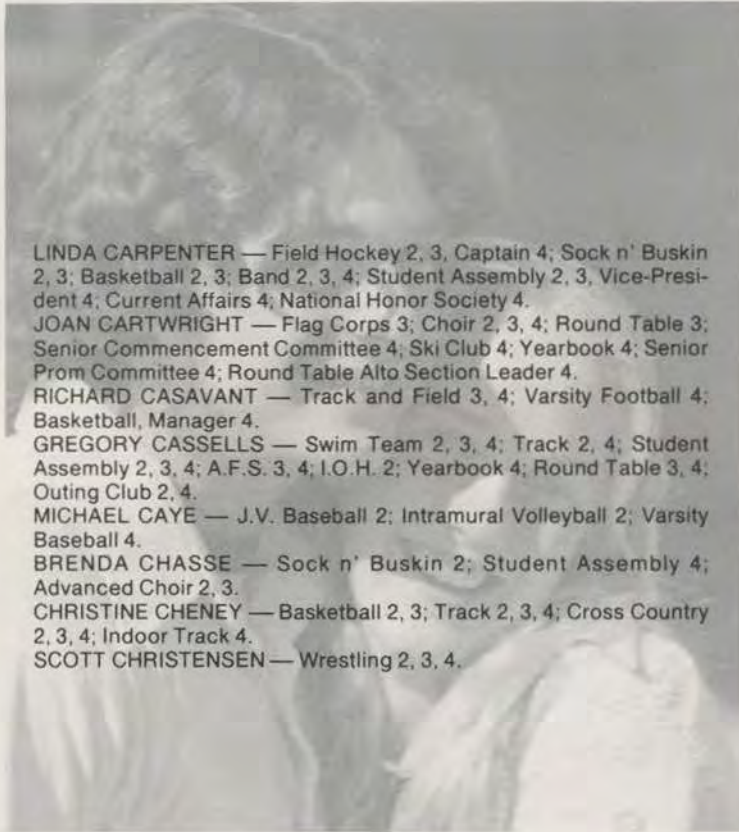 LINDA CARPENTER — Field Hockey 2, 3, Captain 4; Sock n' Buskin
2, 3; Basketball 2, 3; Band 2, 3, 4; Student Assembly 2, 3, Vice-Presi-
dent 4; Current Affairs 4; National Honor Society 4.
JOAN CARTWRIGHT — Flag Corps 3; Choir 2, 3, 4; Round Table 3;
Senior Commencement Committee 4; Ski Club 4; Yearbook 4; Senior
Prom Committee 4; Round Table Alto Section Leader 4.
RICHARD CASAVANT — Track and Field 3, 4; Varsity Football 4;
Basketball, Manager 4.
GREGORY CASSELLS — Swim Team 2, 3, 4; Track 2, 4; Student
Assembly 2, 3, 4; A.F.S. 3, 4; I.O.H. 2; Yearbook 4; Round Table 3, 4;
Outing Club 2, 4.
MICHAEL CAYE — J.V. Baseball 2; Intramural Volleyball 2; Varsity
Baseball 4.
BRENDA CHASSE — Sock n' Buskin 2; Student Assembly 4;
Advanced Choir 2, 3.
CHRISTINE CHENEY — Basketball 2, 3; Track 2, 3, 4; Cross Country
2, 3, 4; Indoor Track 4.
SCOTT CHRISTENSEN — Wrestling 2, 3, 4.